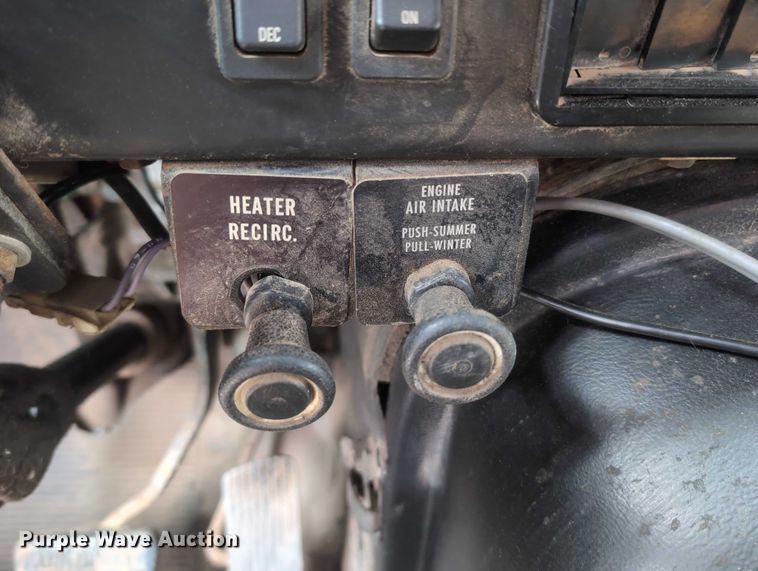 DEC
ON
HEATER
RECIRC.
ENGINE
AIR INTAKE
PUSH-SUMMER
PULL-WINTER
Purple Wave Auction